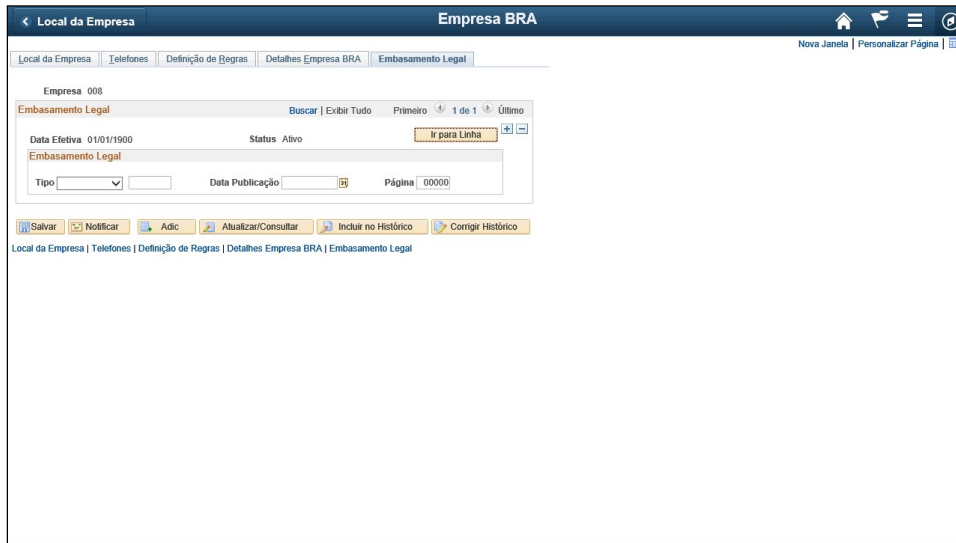 Local da Empresa
Empresa BRA
Nova Janela | Personalizar Página |
Local da Empresa Telefones Definição de Regras Detalhes Empresa BRA Embasamento Legal
Empresa 008
Embasamento Legal Buscar | Exibir Tudo Primeiro 1 de 1 Último
Data Efetiva 01/01/1900 Status Ativo Ir para Linha
Embasamento Legal
Tipo Data Publicação 31 Página 00000
Salvar Notificar Adic Atualizar/Consultar Incluir no Histórico Corrigir Histórico
Local da Empresa | Telefones | Definição de Regras | Detalhes Empresa BRA | Embasamento Legal